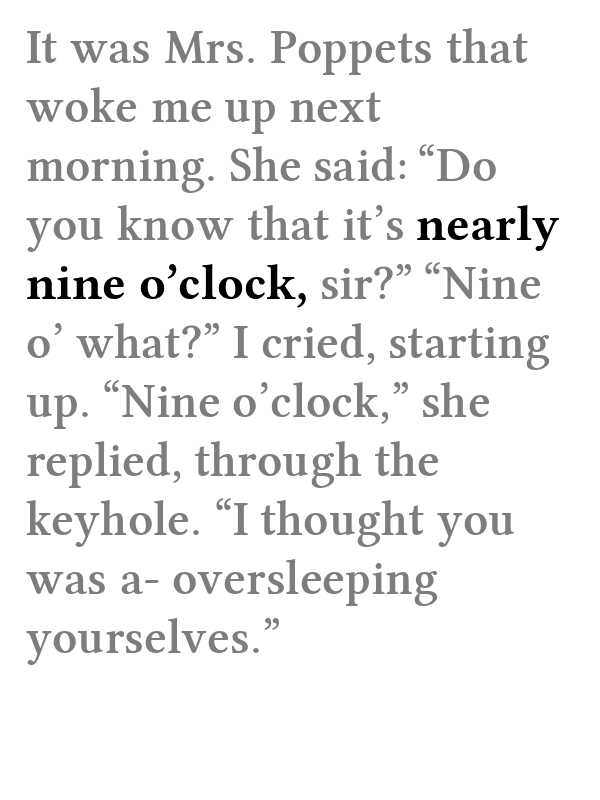 It was Mrs. Poppets that
woke me up next
morning. She said: “Do
you know that it’s nearly
nine o’clock, sir?” “Nine
o’ what?” I cried, starting
up. “Nine o’clock,” she
replied, through the
keyhole. “I thought you
was a- oversleeping
yourselves.”